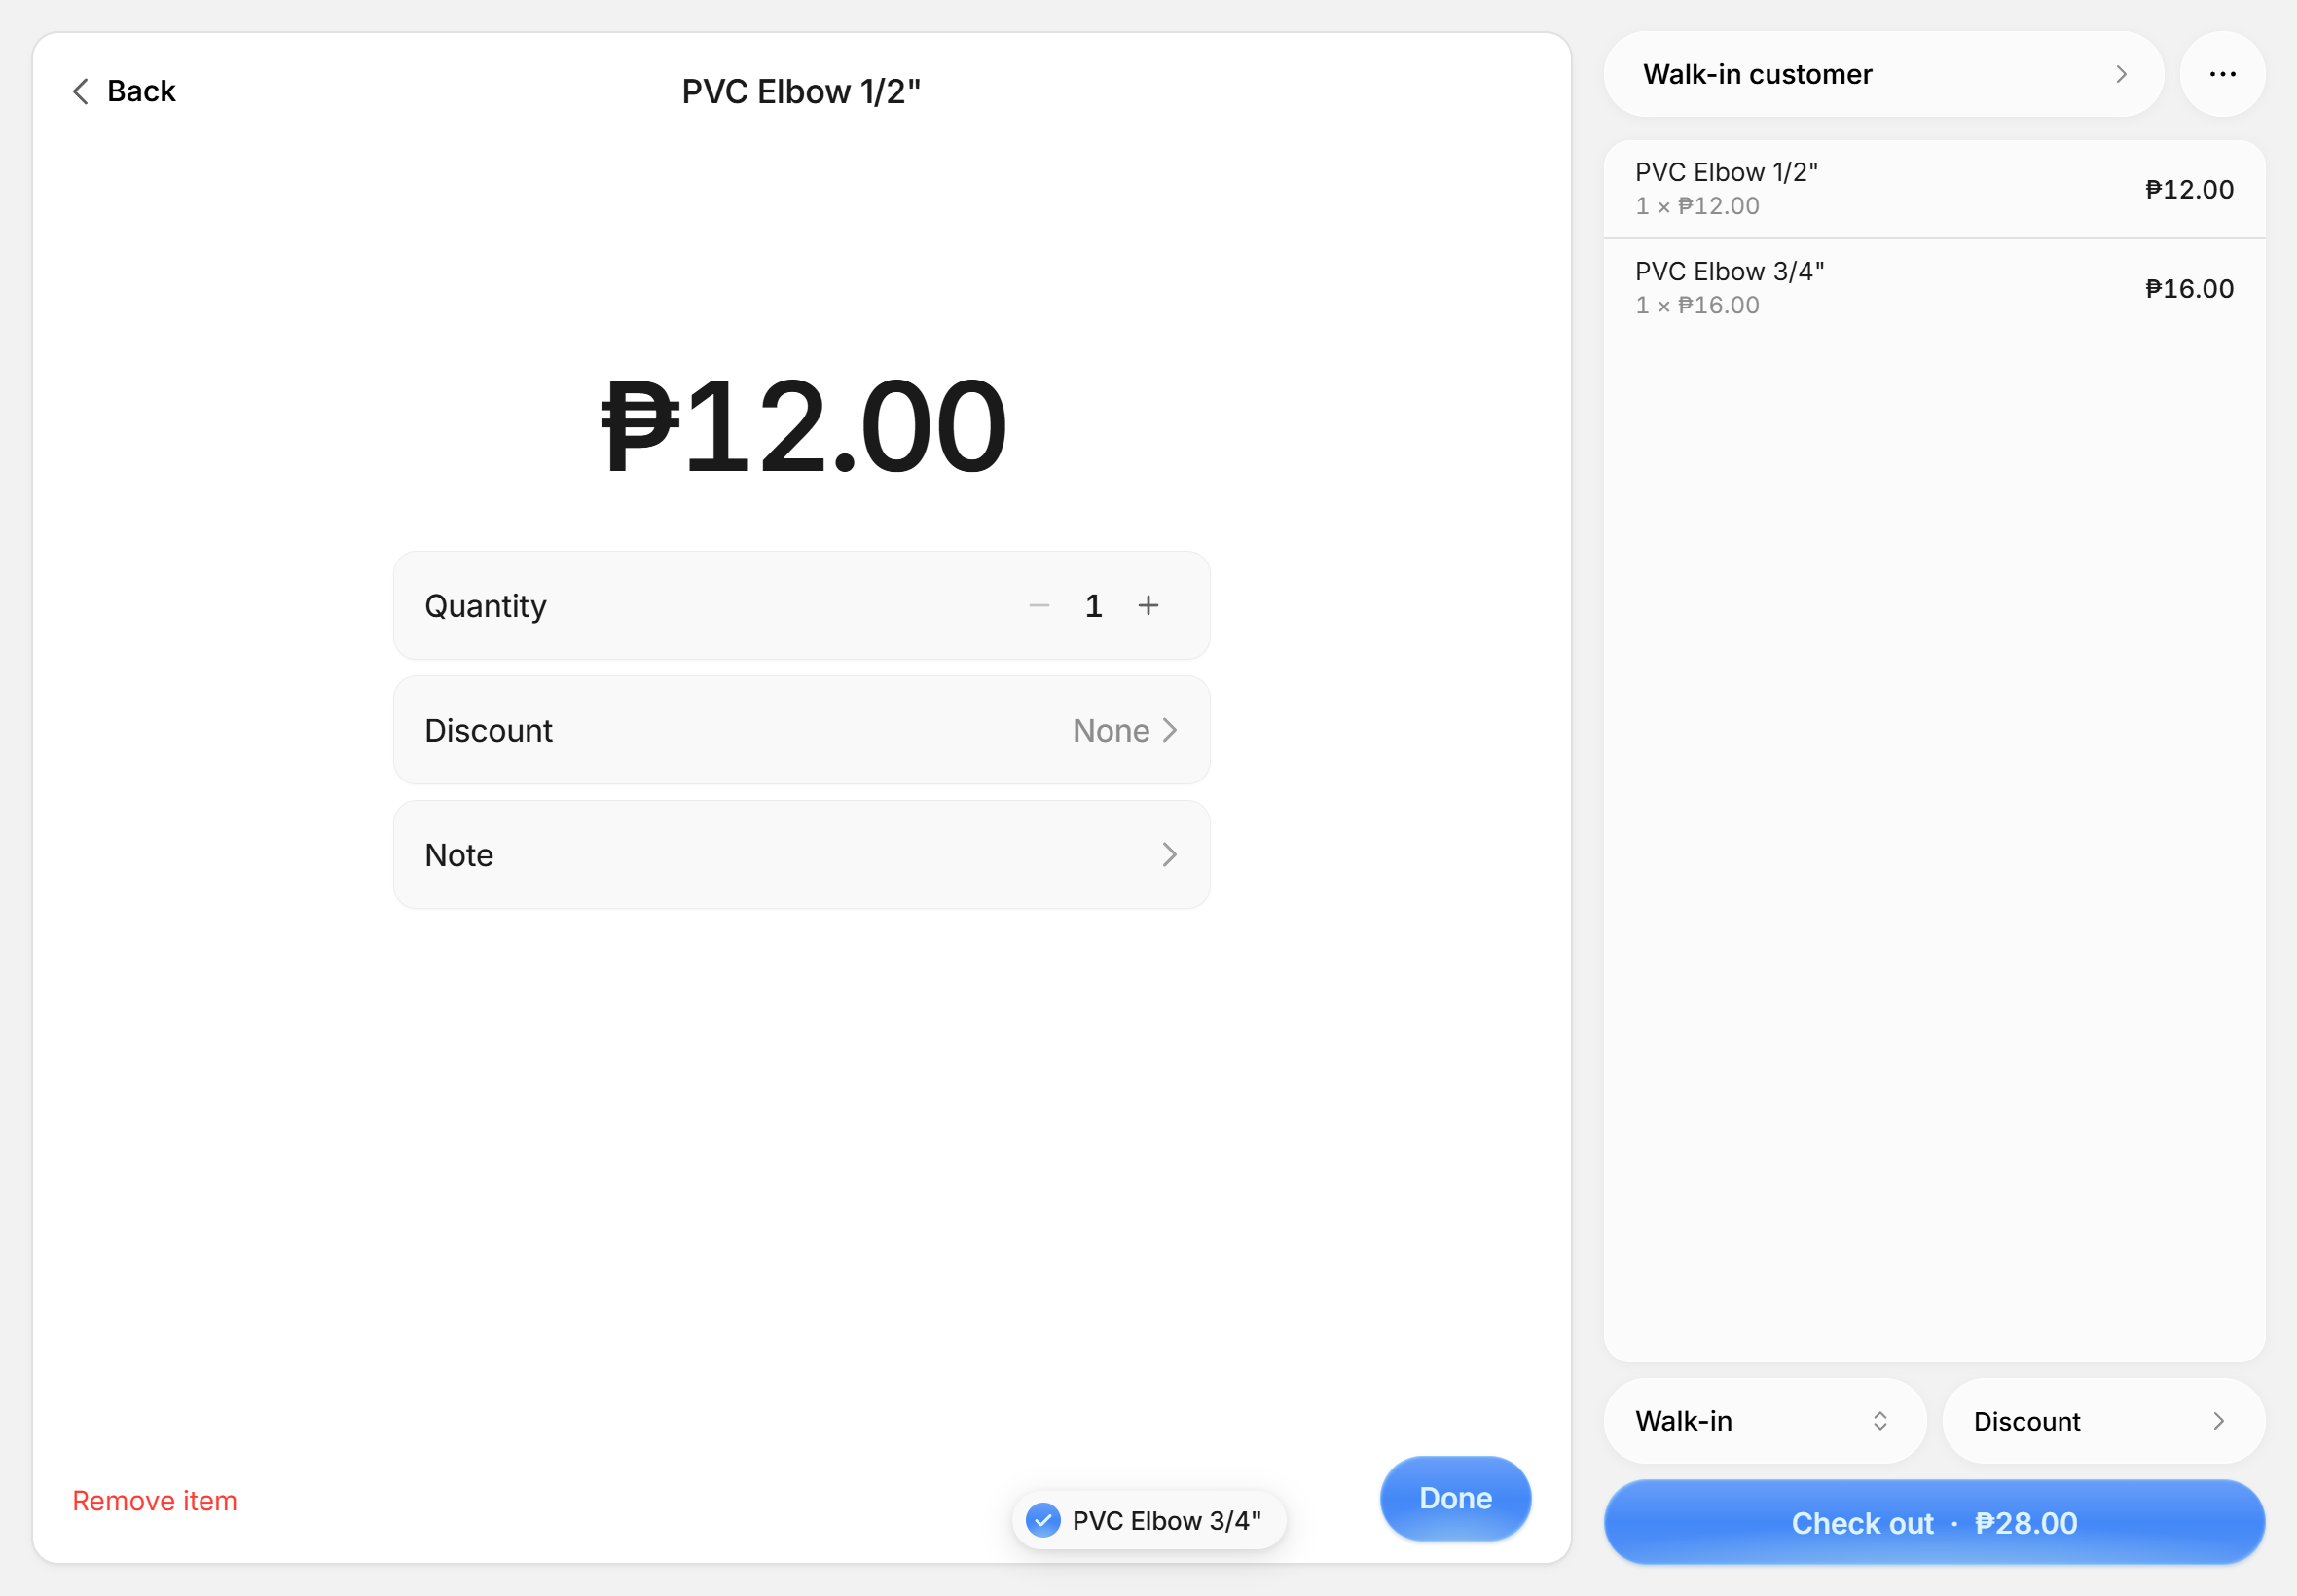 Back
PVC Elbow 1/2"
₱12.00
Quantity
1
Discount
None
Note
Remove item
PVC Elbow 3/4"
Done
Walk-in customer
PVC Elbow 1/2"
1 × ₱12.00
₱12.00
PVC Elbow 3/4"
1 × ₱16.00
₱16.00
Walk-in
Discount
Check out · ₱28.00